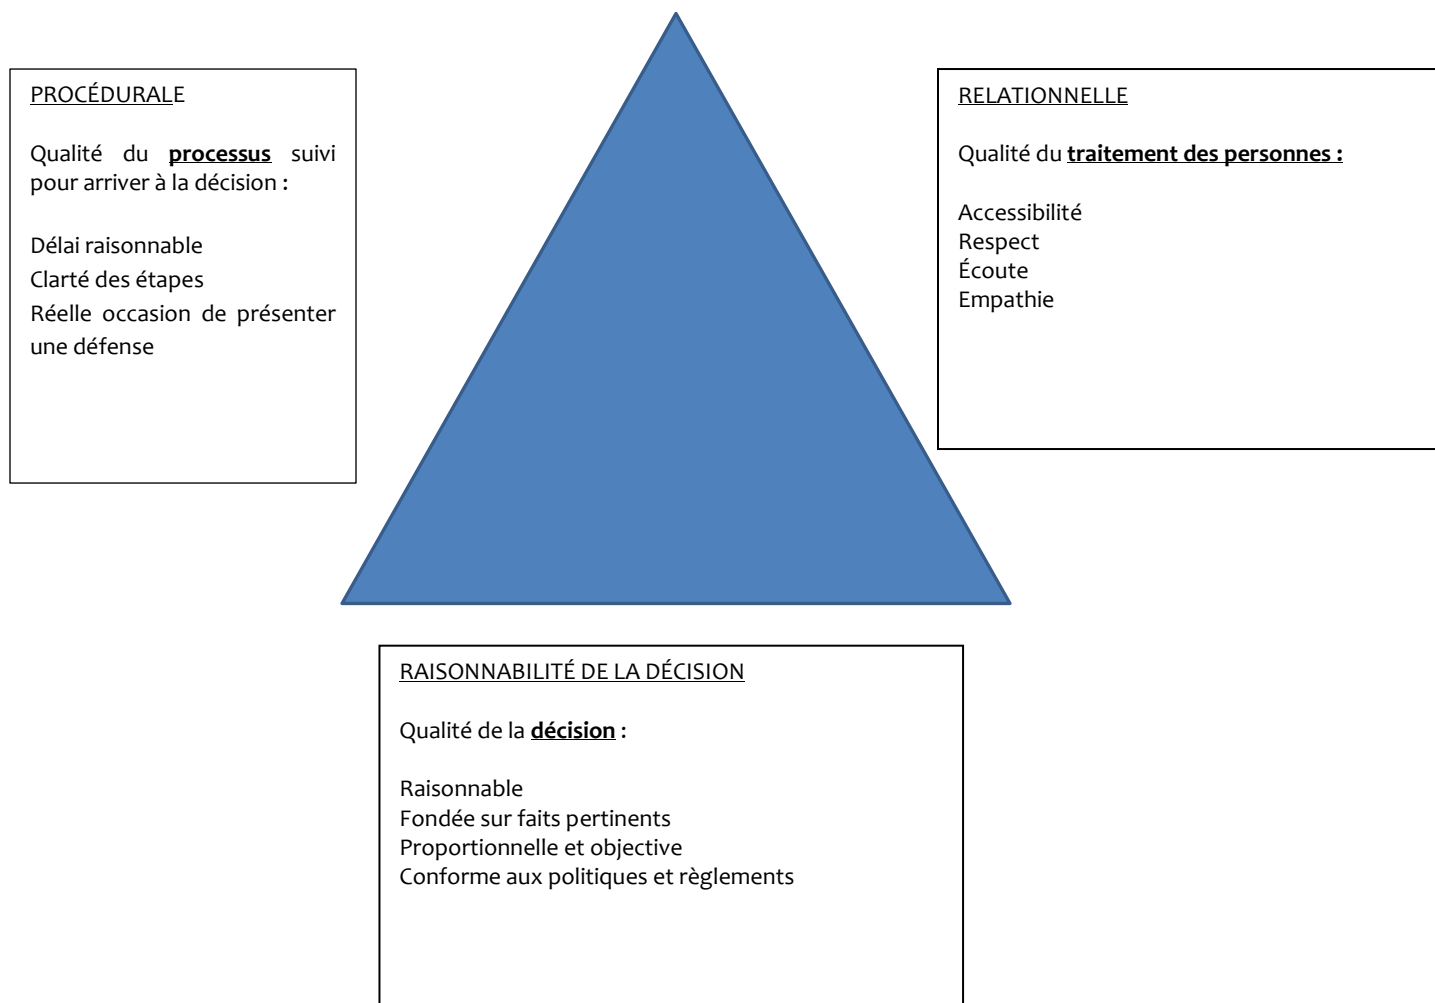 PROCÉDURALE
Qualité du processus suivi
pour arriver à la décision :
Délai raisonnable
Clarté des étapes
Réelle occasion de présenter
une défense
RELATIONNELLE
Qualité du traitement des personnes :
Accessibilité
Respect
Écoute
Empathie
RAISONNABILITÉ DE LA DÉCISION
Qualité de la décision :
Raisonnable
Fondée sur faits pertinents
Proportionnelle et objective
Conforme aux politiques et règlements